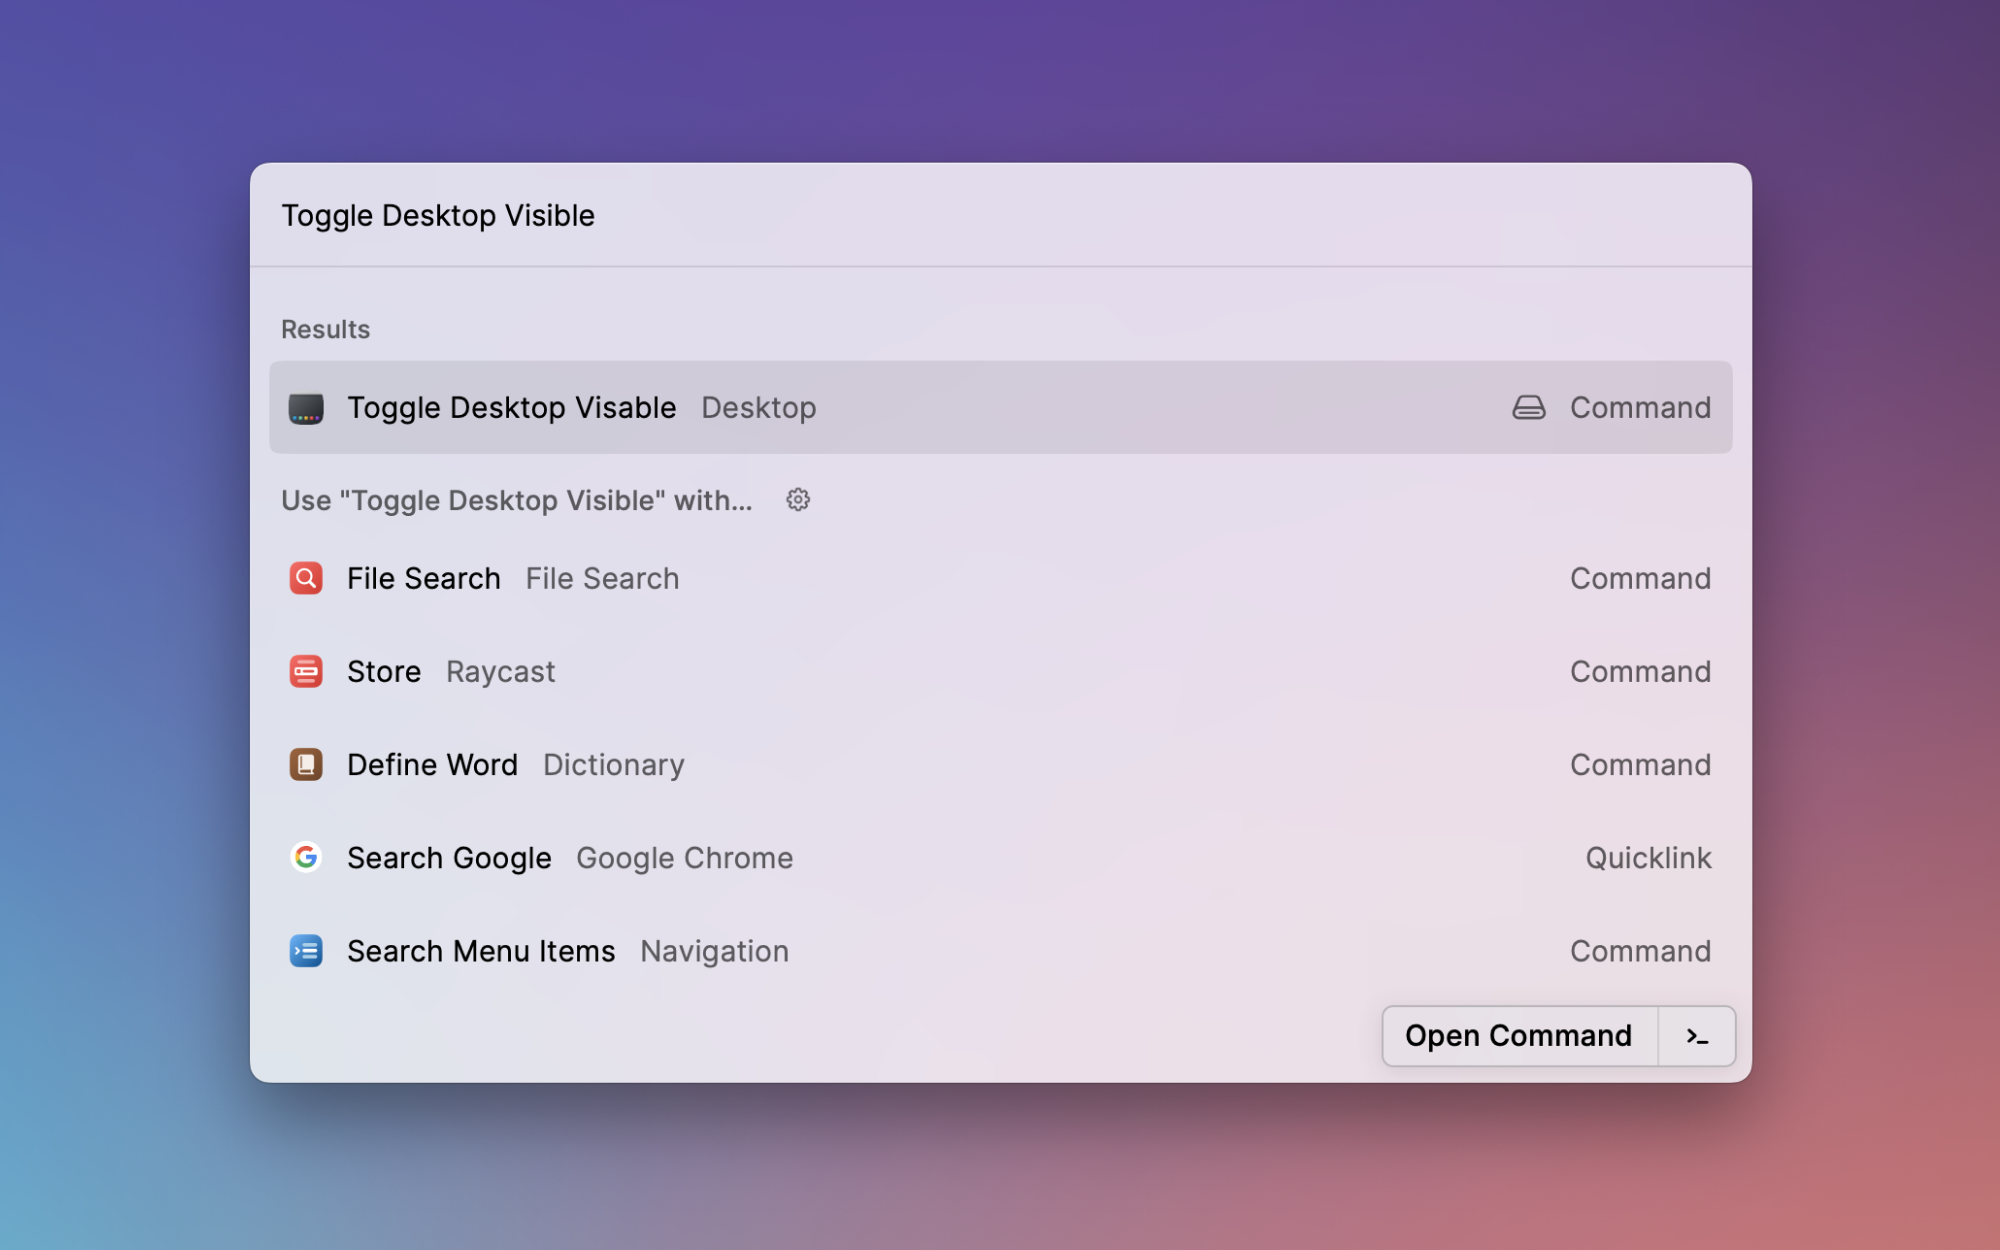 Toggle Desktop Visible
Results
Toggle Desktop Visable Desktop Command
Use "Toggle Desktop Visible" with...
File Search File Search Command
Store Raycast Command
Define Word Dictionary Command
Search Google Google Chrome Quicklink
Search Menu Items Navigation Command
Open Command >_